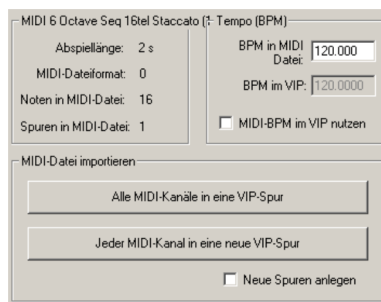 MIDI 6 Octave Seq 16tel Staccato (1
Abspiellänge: 2 s
MIDI-Dateiformat: 0
Noten in MIDI-Datei: 16
Spuren in MIDI-Datei: 1
Tempo (BPM)
BPM in MIDI Datei: 120.000
BPM im VIP: 120.0000
MIDI-BPM im VIP nutzen
MIDI-Datei importieren
Alle MIDI-Kanäle in eine VIP-Spur
Jeder MIDI-Kanal in eine neue VIP-Spur
Neue Spuren anlegen